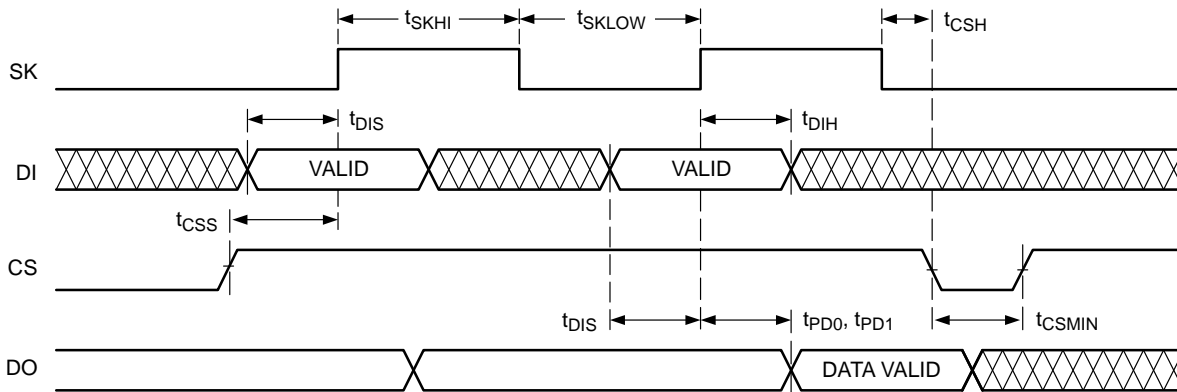 tSKHI
tSKLOW
tCSH
SK
tDIS
tDIH
DI
VALID
VALID
tCSS
CS
tDIS
tPD0, tPD1
tCSMIN
DO
DATA VALID